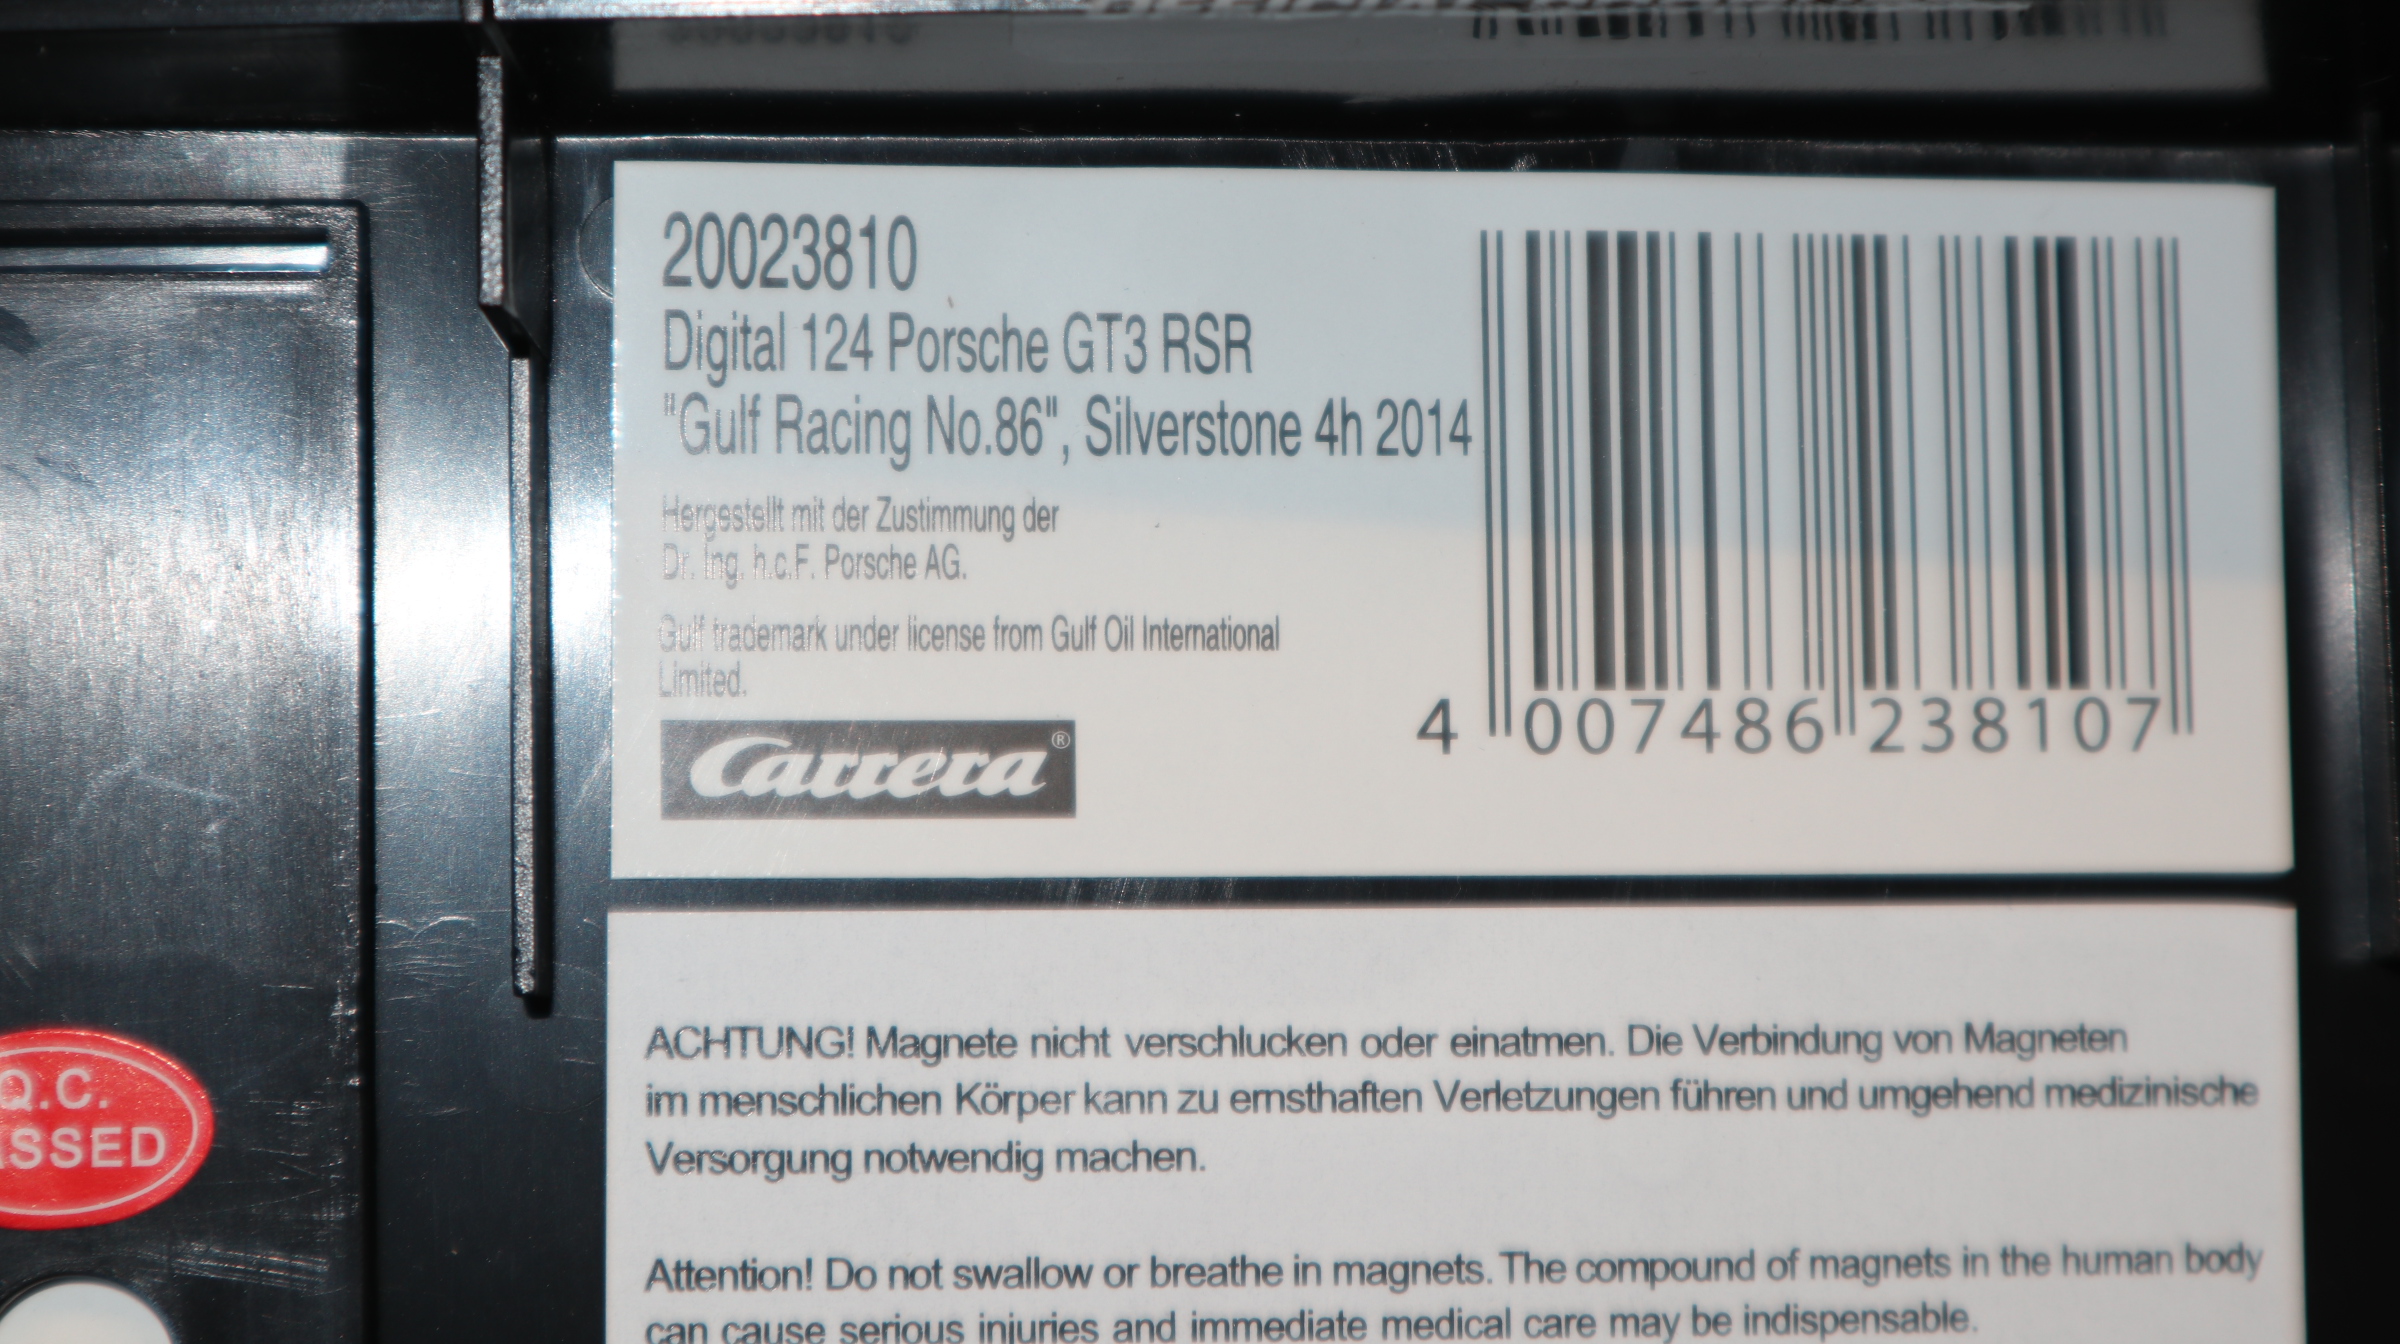 20023810
Digital 124 Porsche GT3 RSR
"Gulf Racing No.86", Silverstone 4h 2014
Hergestellt mit der Zustimmung der
Dr. Ing. h.c.F. Porsche AG.
Gulf trademark under license from Gulf Oil International
Limited.
Carrera®
4 007486 238107
ACHTUNG! Magnete nicht verschlucken oder einatmen. Die Verbindung von Magneten
im menschlichen Körper kann zu ernsthaften Verletzungen führen und umgehend medizinische
Versorgung notwendig machen.
Attention! Do not swallow or breathe in magnets. The compound of magnets in the human body
can cause serious injuries and immediate medical care may be indispensable.
Q.C.
ASSED